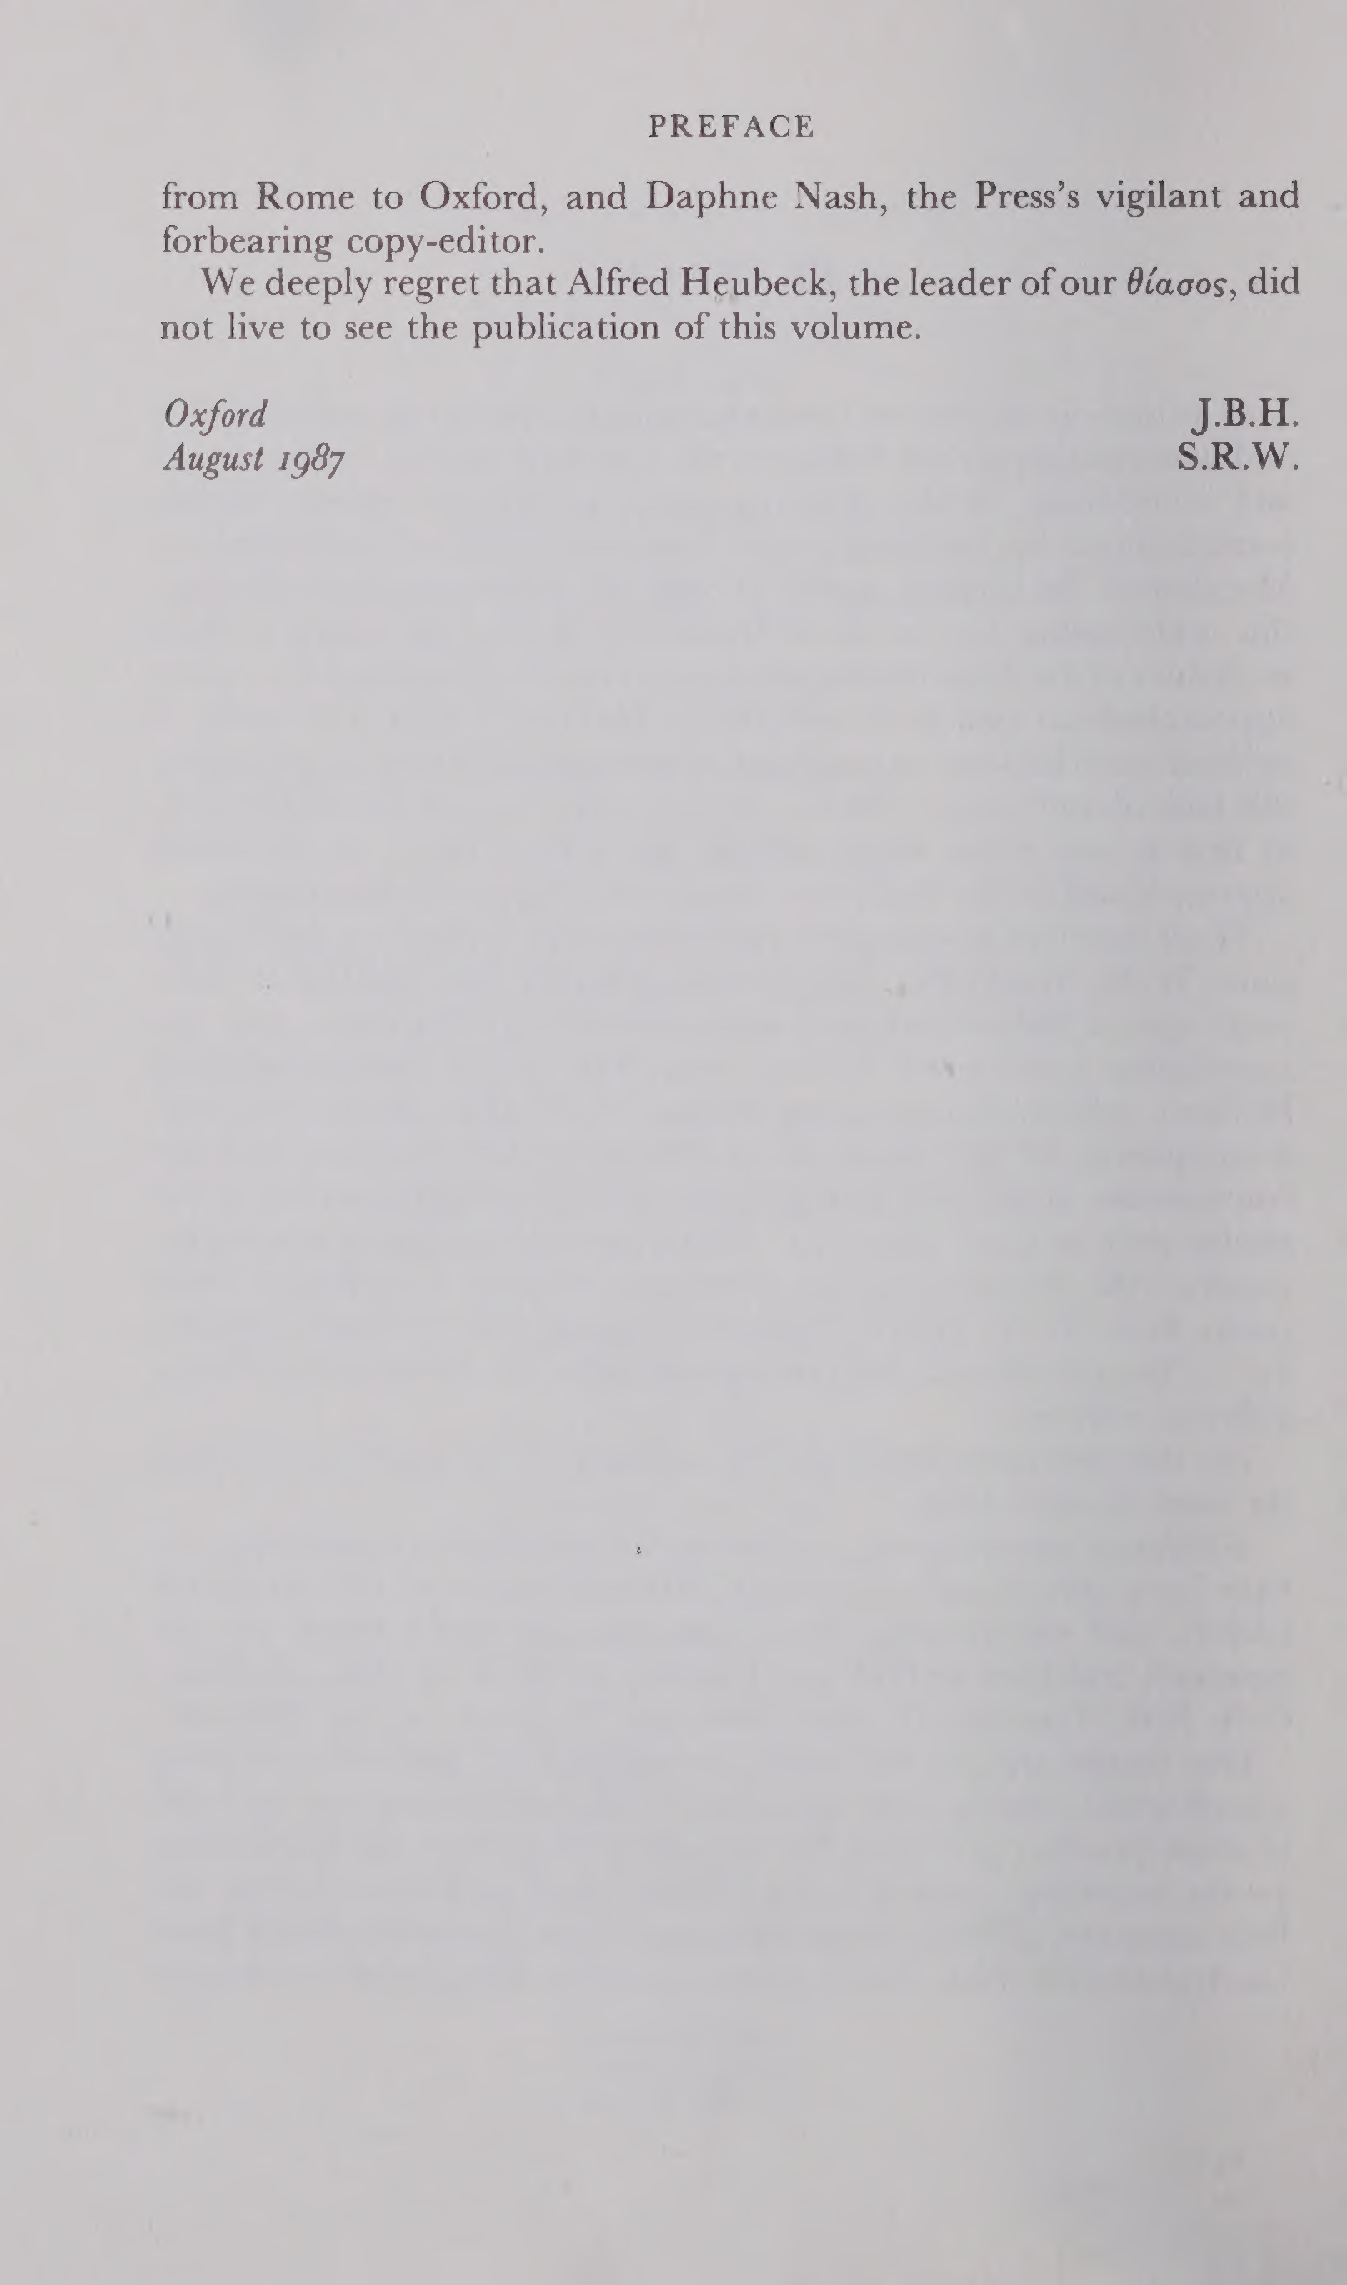 PREFACE
from Rome to Oxford, and Daphne Nash, the Press’s vigilant and
forbearing copy-editor.
We deeply regret that Alfred Heubeck, the leader of our θίασος, did
not live to see the publication of this volume.
Oxford J.B.H.
August 1987 S.R.W.